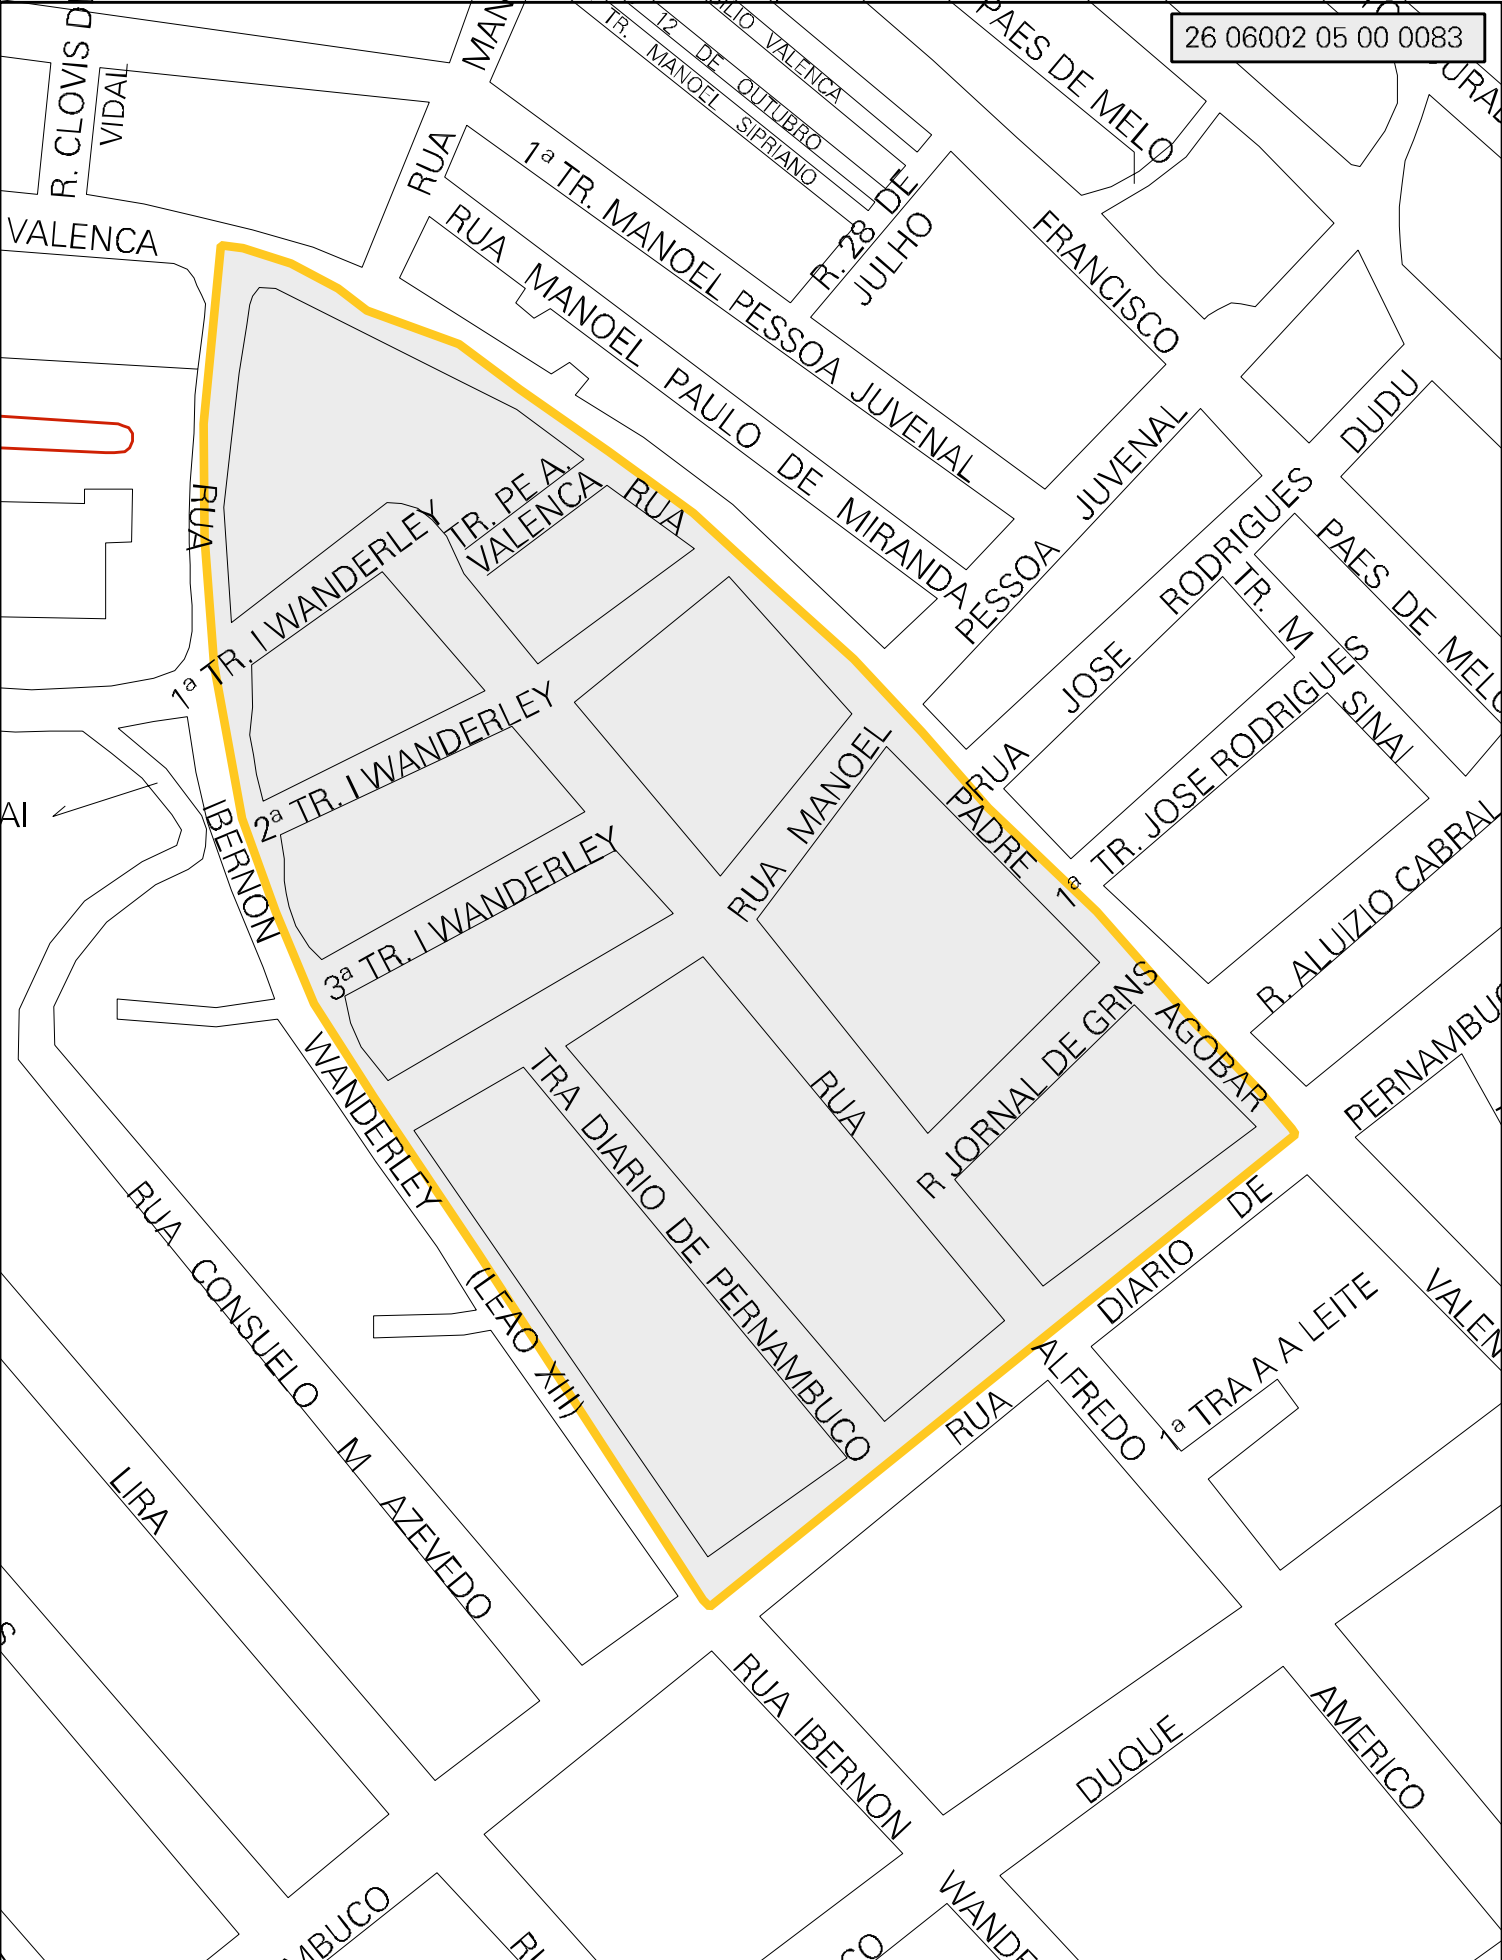 26 06002 05 00 0083
R. CLOVIS
VIDAL
VALENCA
RUA
12 DE OUTUBRO
VALENCA
TR. MANOEL SIPRIANO
PAES DE MELO
1ª TR. MANOEL PESSOA JUVENAL
R. 28 DE
JULHO
FRANCISCO
RUA MANOEL PAULO DE MIRANDA
DUDU
PESSOA JUVENAL
RUA JOSE RODRIGUES
PAES DE MELO
TR. M SINAI
1ª TR. JOSE RODRIGUES
R. ALUIZIO CABRAL
RUA
1ª TR. I WANDERLEY
TR. PE A.
VALENCA
RUA
2ª TR. I WANDERLEY
3ª TR. I WANDERLEY
RUA MANOEL
PADRE
AGOBAR
AI
IBERNON
WANDERLEY
(LEAO XIII)
TRA DIARIO DE PERNAMBUCO
RUA
R JORNAL DE GRNS
RUA DIARIO DE
ALFREDO
1ª TRA A A LEITE
RUA CONSUELO M AZEVEDO
LIRA
RUA IBERNON
DUQUE
AMERICO